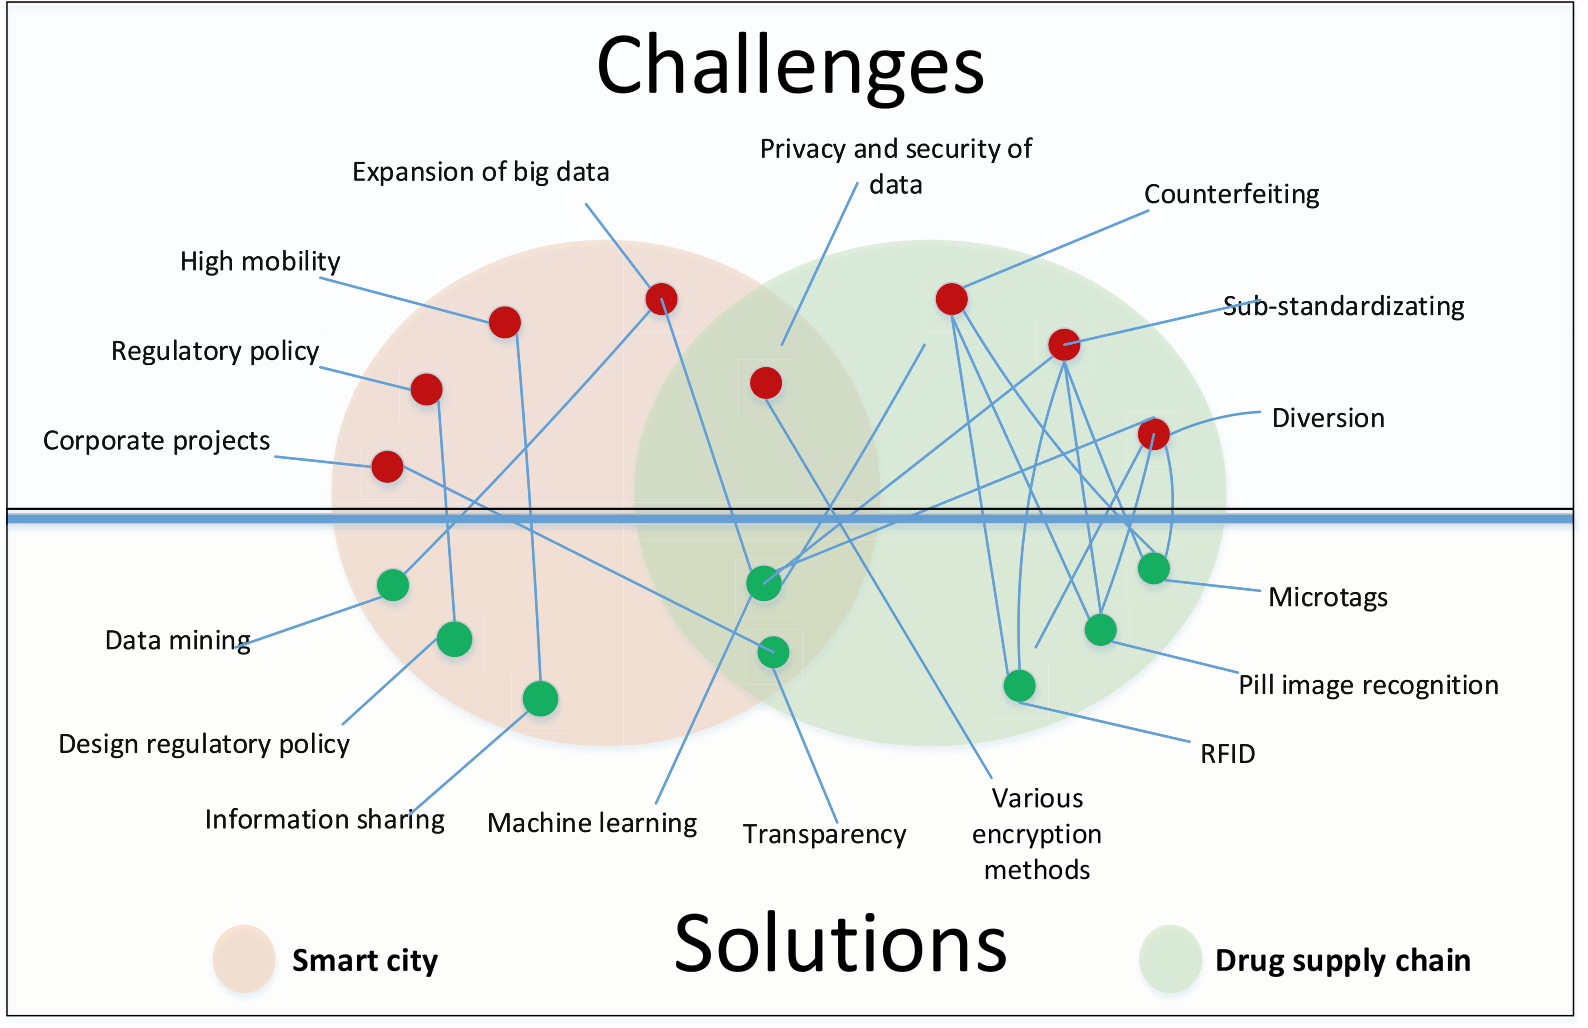 Challenges
Privacy and security of
data
Expansion of big data
Counterfeiting
High mobility
Sub-standardizating
Regulatory policy
Diversion
Corporate projects
Microtags
Data mining
Pill image recognition
Design regulatory policy
RFID
Information sharing
Machine learning
Transparency
Various
encryption
methods
Solutions
Smart city
Drug supply chain